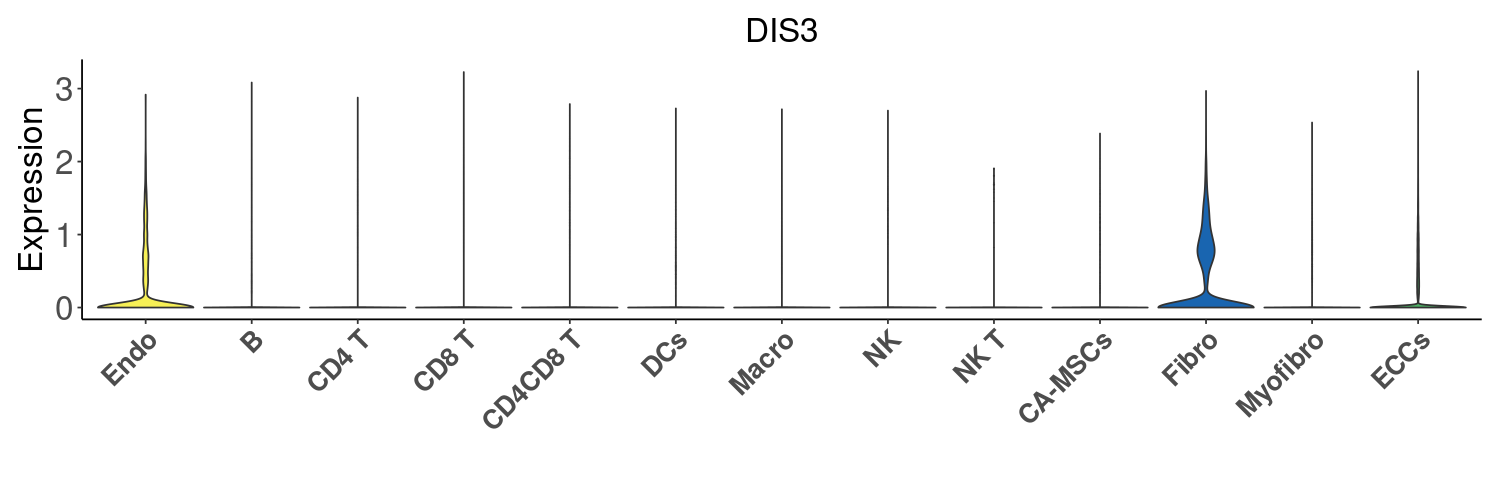 DIS3
Expression
3
2
1
0
Endo
B
CD4 T
CD8 T
CD4CD8 T
DCs
Macro
NK
NK T
CA-MSCs
Fibro
Myofibro
ECCs